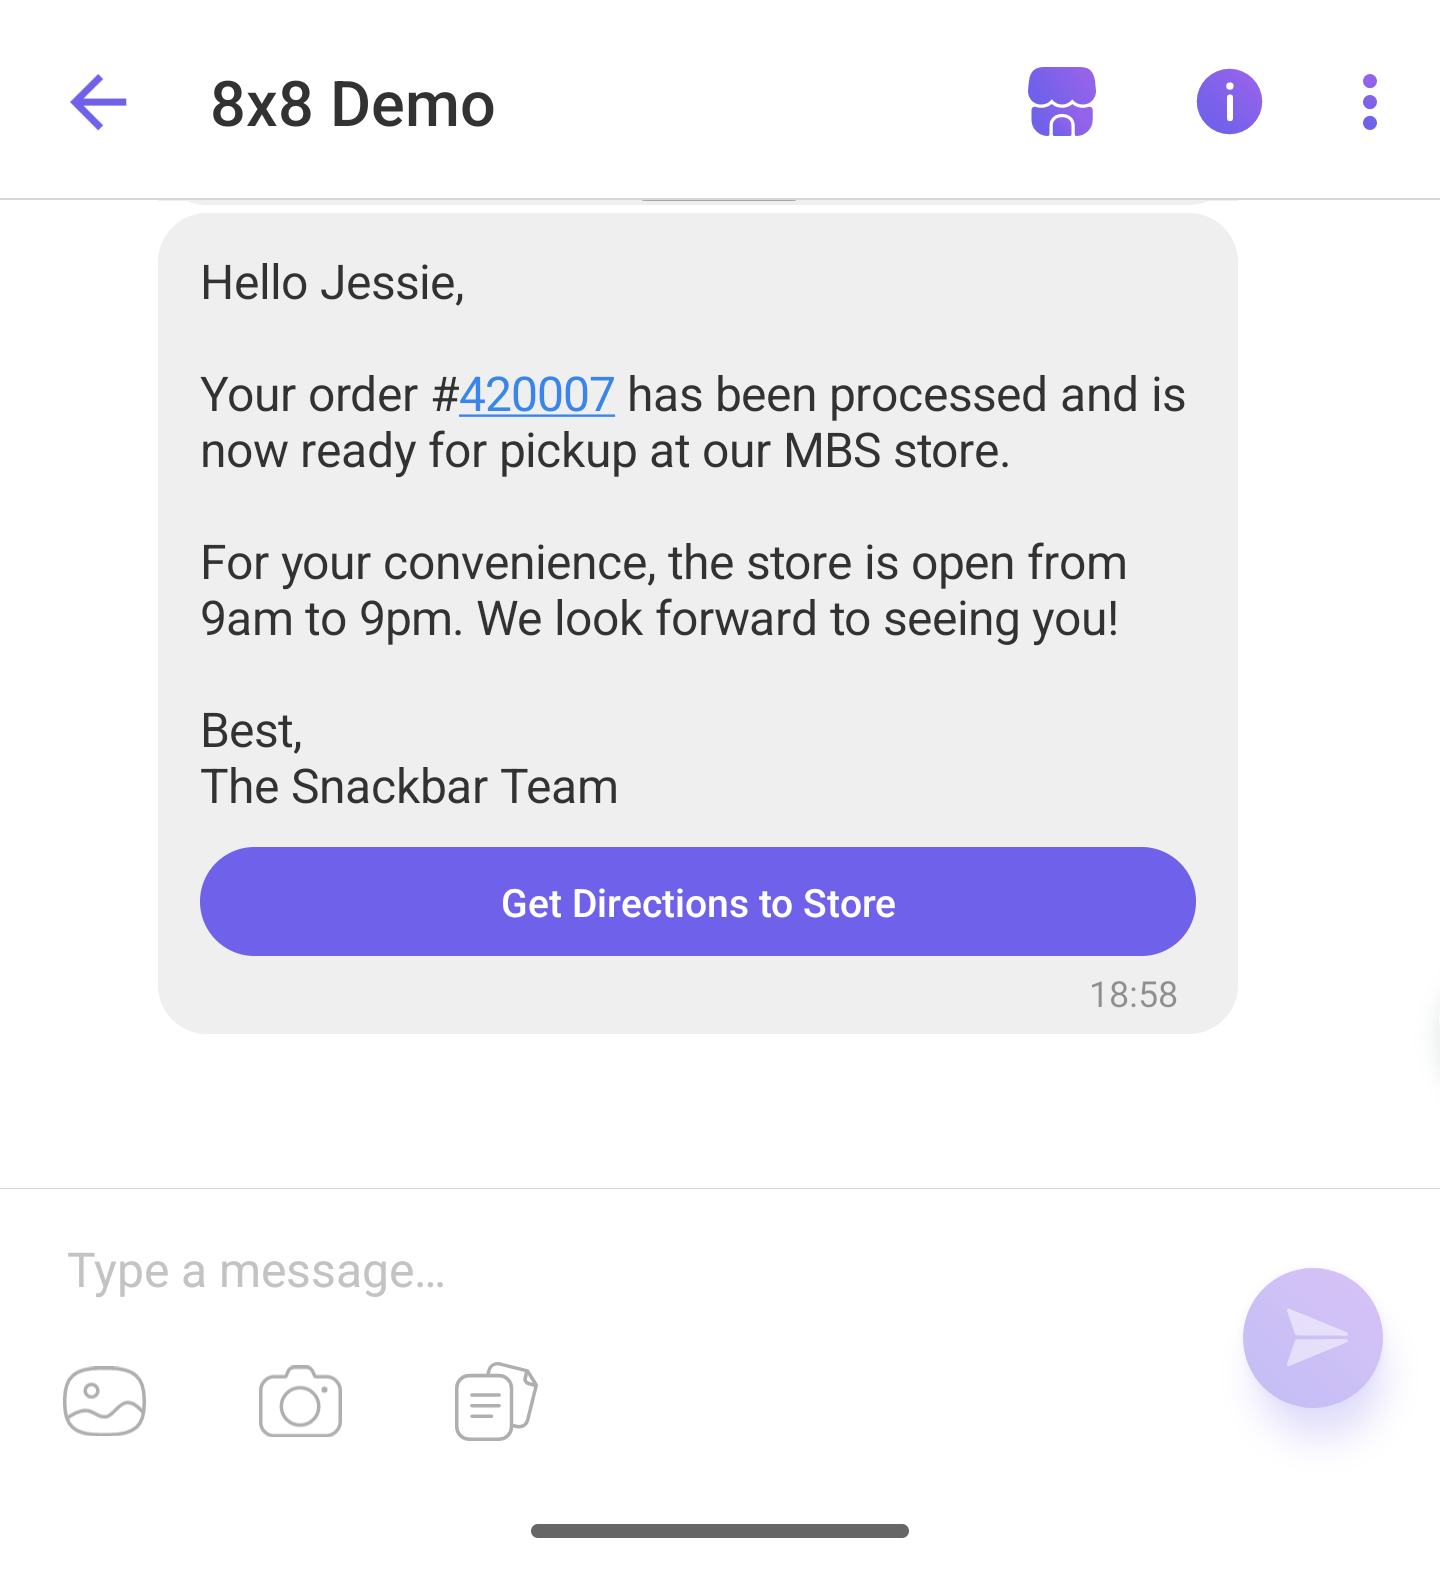 8x8 Demo
Hello Jessie,
Your order #420007 has been processed and is
now ready for pickup at our MBS store.
For your convenience, the store is open from
9am to 9pm. We look forward to seeing you!
Best,
The Snackbar Team
Get Directions to Store
18:58
Type a message...